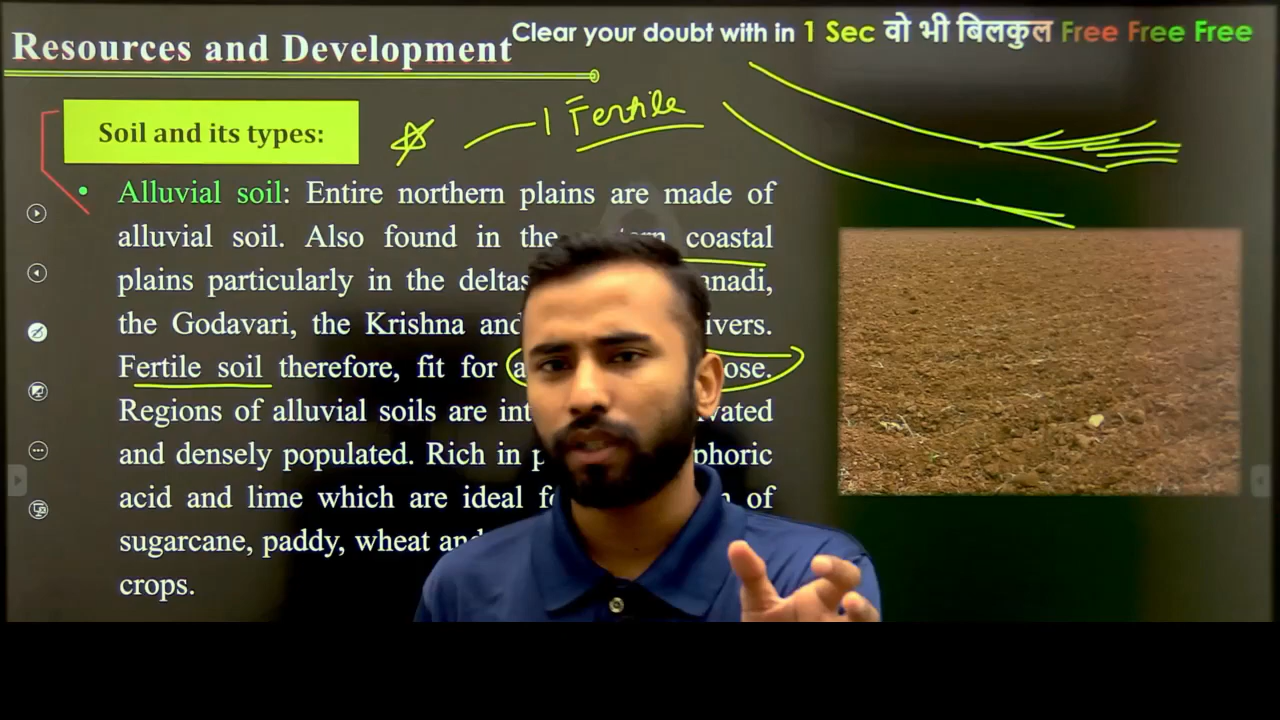 Resources and Development
Clear your doubt with in 1 Sec वो भी बिलकुल Free Free Free
1 Fertile
Soil and its types:
• Alluvial soil: Entire northern plains are made of
alluvial soil. Also found in the coastal
plains particularly in the deltas
the Godavari, the Krishna and
Fertile soil therefore, fit for
Regions of alluvial soils are
and densely populated. Rich in
acid and lime which are ideal of
sugarcane, paddy, wheat and
crops.